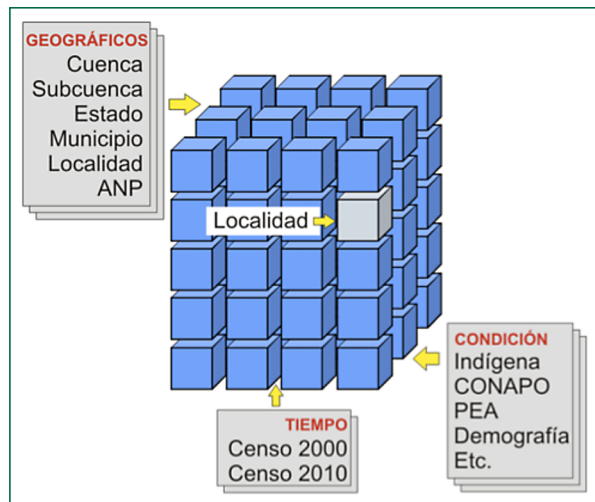 GEOGRÁFICOS
Cuenca
Subcuenca
Estado
Municipio
Localidad
ANP
Localidad
CONDICIÓN
Indígena
CONAPO
PEA
Demografía
Etc.
TIEMPO
Censo 2000
Censo 2010